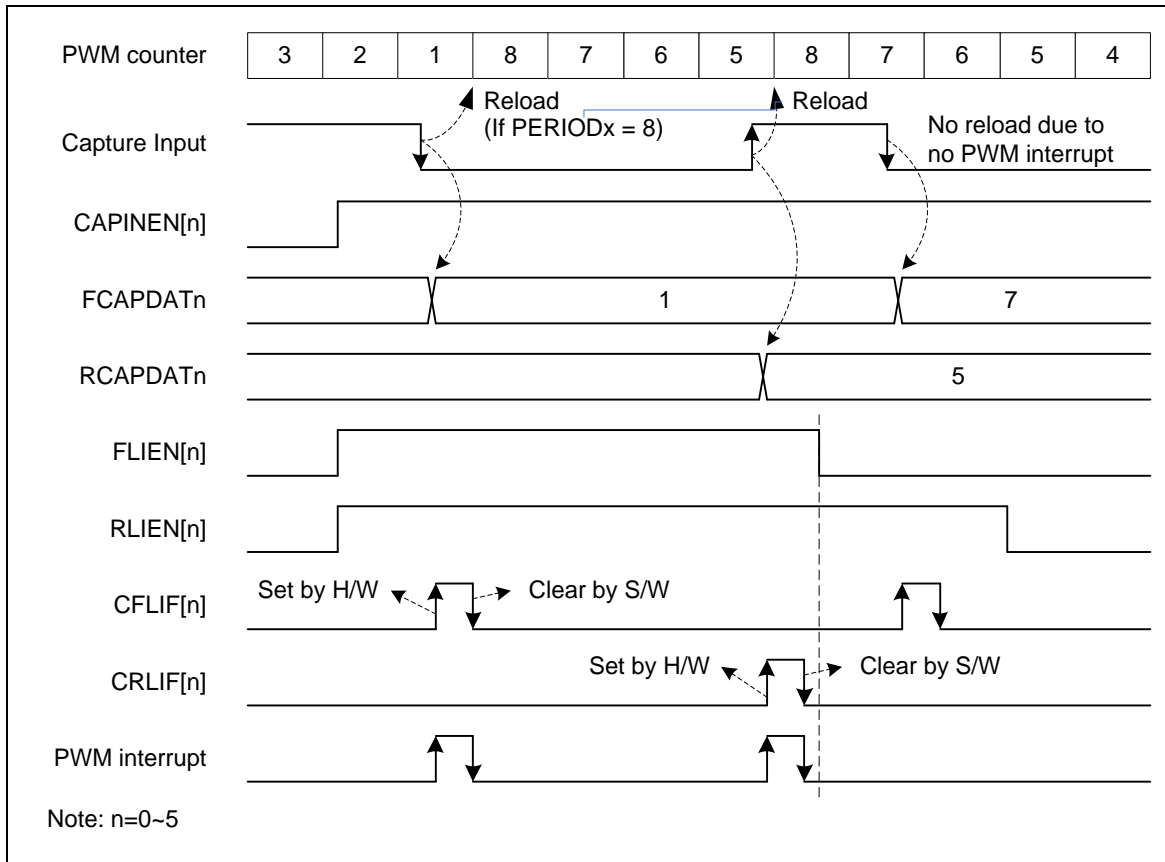 PWM counter 3 2 1 8 7 6 5 8 7 6 5 4
Reload
(If PERIODx = 8)
Reload
Capture Input
No reload due to
no PWM interrupt
CAPINEN[n]
FCAPDATn 1 7
RCAPDATn 5
FLIEN[n]
RLIEN[n]
CFLIF[n] Set by H/W Clear by S/W
CRLIF[n] Set by H/W Clear by S/W
PWM interrupt
Note: n=0~5